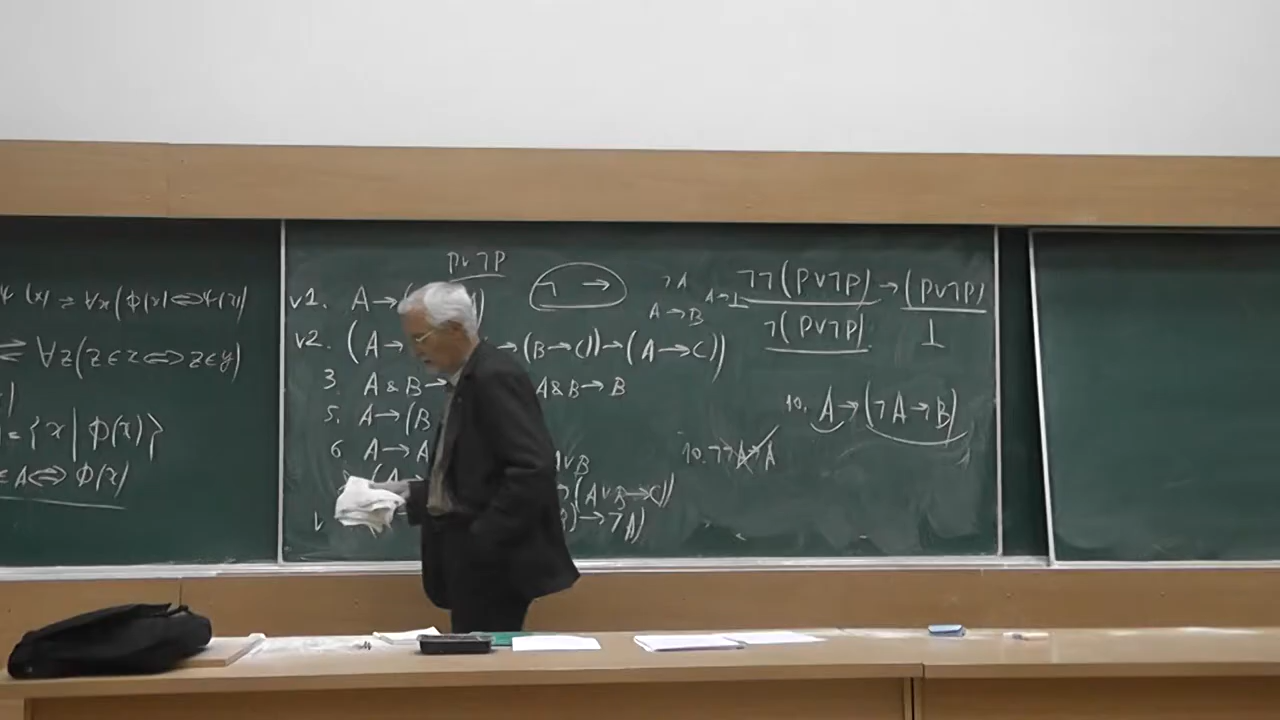 ψ(x) ⇌ ∀x(φ(x)⇔ψ(x))
⇌ ∀z(z∈x⇔z∈y)
= {x | φ(x)}
∈A⇔φ(x)
P∨¬P
v1. A→(
v2. (A→ →(B→C))→(A→C))
3. A&B→ A&B→B
5. A→(B
6 A→A A∨B
(A→ (A∨B→C))
v B)→¬A)
¬ →
¬A
A→B
A→⊥
¬¬(P∨¬P)→(P∨¬P)
¬(P∨¬P) ⊥
10. A→(¬A→¬B)
10. ¬¬A→A